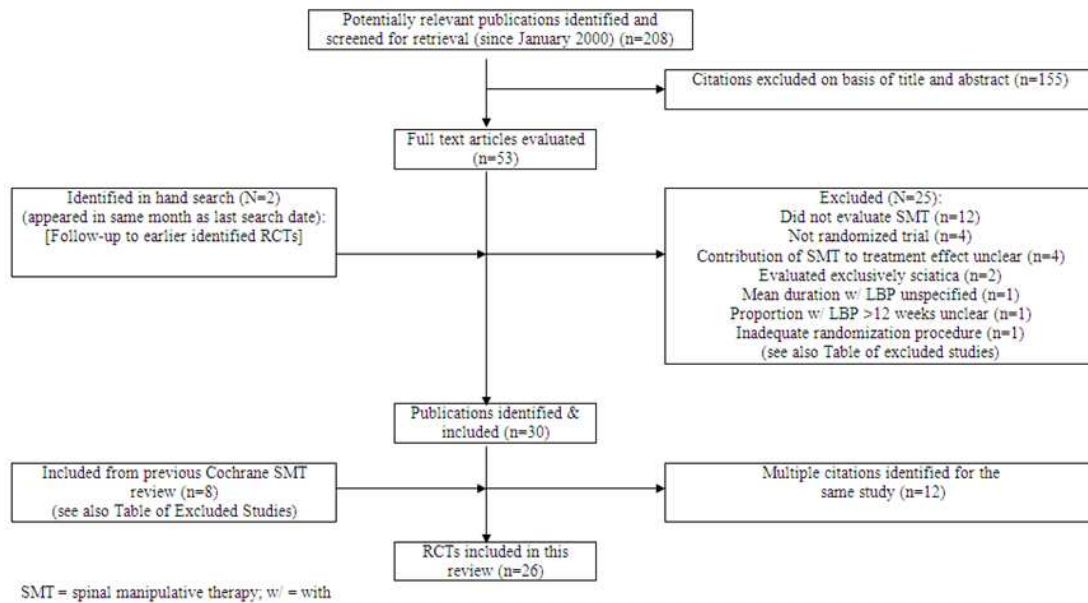 Potentially relevant publications identified and
screened for retrieval (since January 2000) (n=208)
Citations excluded on basis of title and abstract (n=155)
Full text articles evaluated
(n=53)
Identified in hand search (N=2)
(appeared in same month as last search date):
[Follow-up to earlier identified RCTs]
Excluded (N=25):
Did not evaluate SMT (n=12)
Not randomized trial (n=4)
Contribution of SMT to treatment effect unclear (n=4)
Evaluated exclusively sciatica (n=2)
Mean duration w/ LBP unspecified (n=1)
Proportion w/ LBP >12 weeks unclear (n=1)
Inadequate randomization procedure (n=1)
(see also Table of excluded studies)
Publications identified &
included (n=30)
Included from previous Cochrane SMT
review (n=8)
(see also Table of Excluded Studies)
Multiple citations identified for the
same study (n=12)
RCTs included in this
review (n=26)
SMT = spinal manipulative therapy; w/ = with